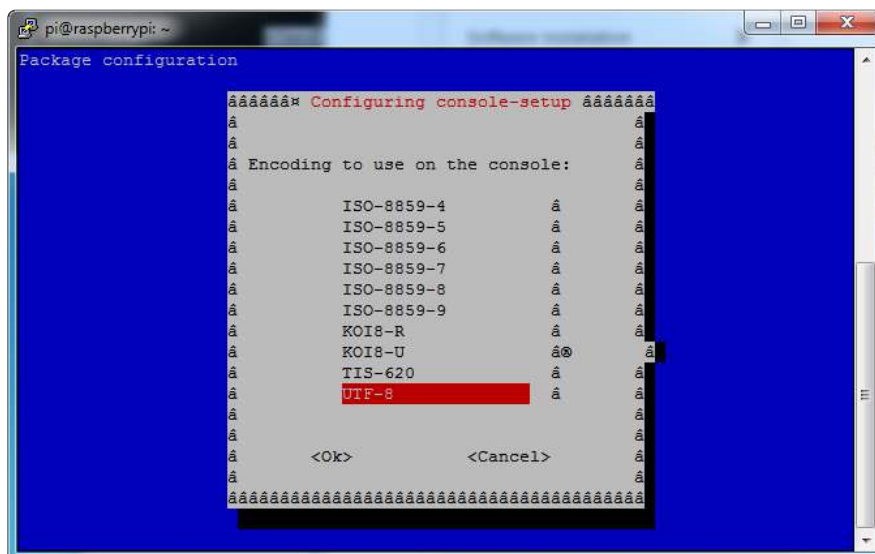 pi@raspberrypi: ~
Package configuration
ââââââ¤ Configuring console-setup âââââââ
â â
â â
â Encoding to use on the console: â
â â
â ISO-8859-4 â â
â ISO-8859-5 â â
â ISO-8859-6 â â
â ISO-8859-7 â â
â ISO-8859-8 â â
â ISO-8859-9 â â
â KOI8-R â â
â KOI8-U â® â
â TIS-620 â â
â UTF-8 â â
â â
â â
â <Ok> <Cancel> â
â â
ââââââââââââââââââââââââââââââââââââââââ